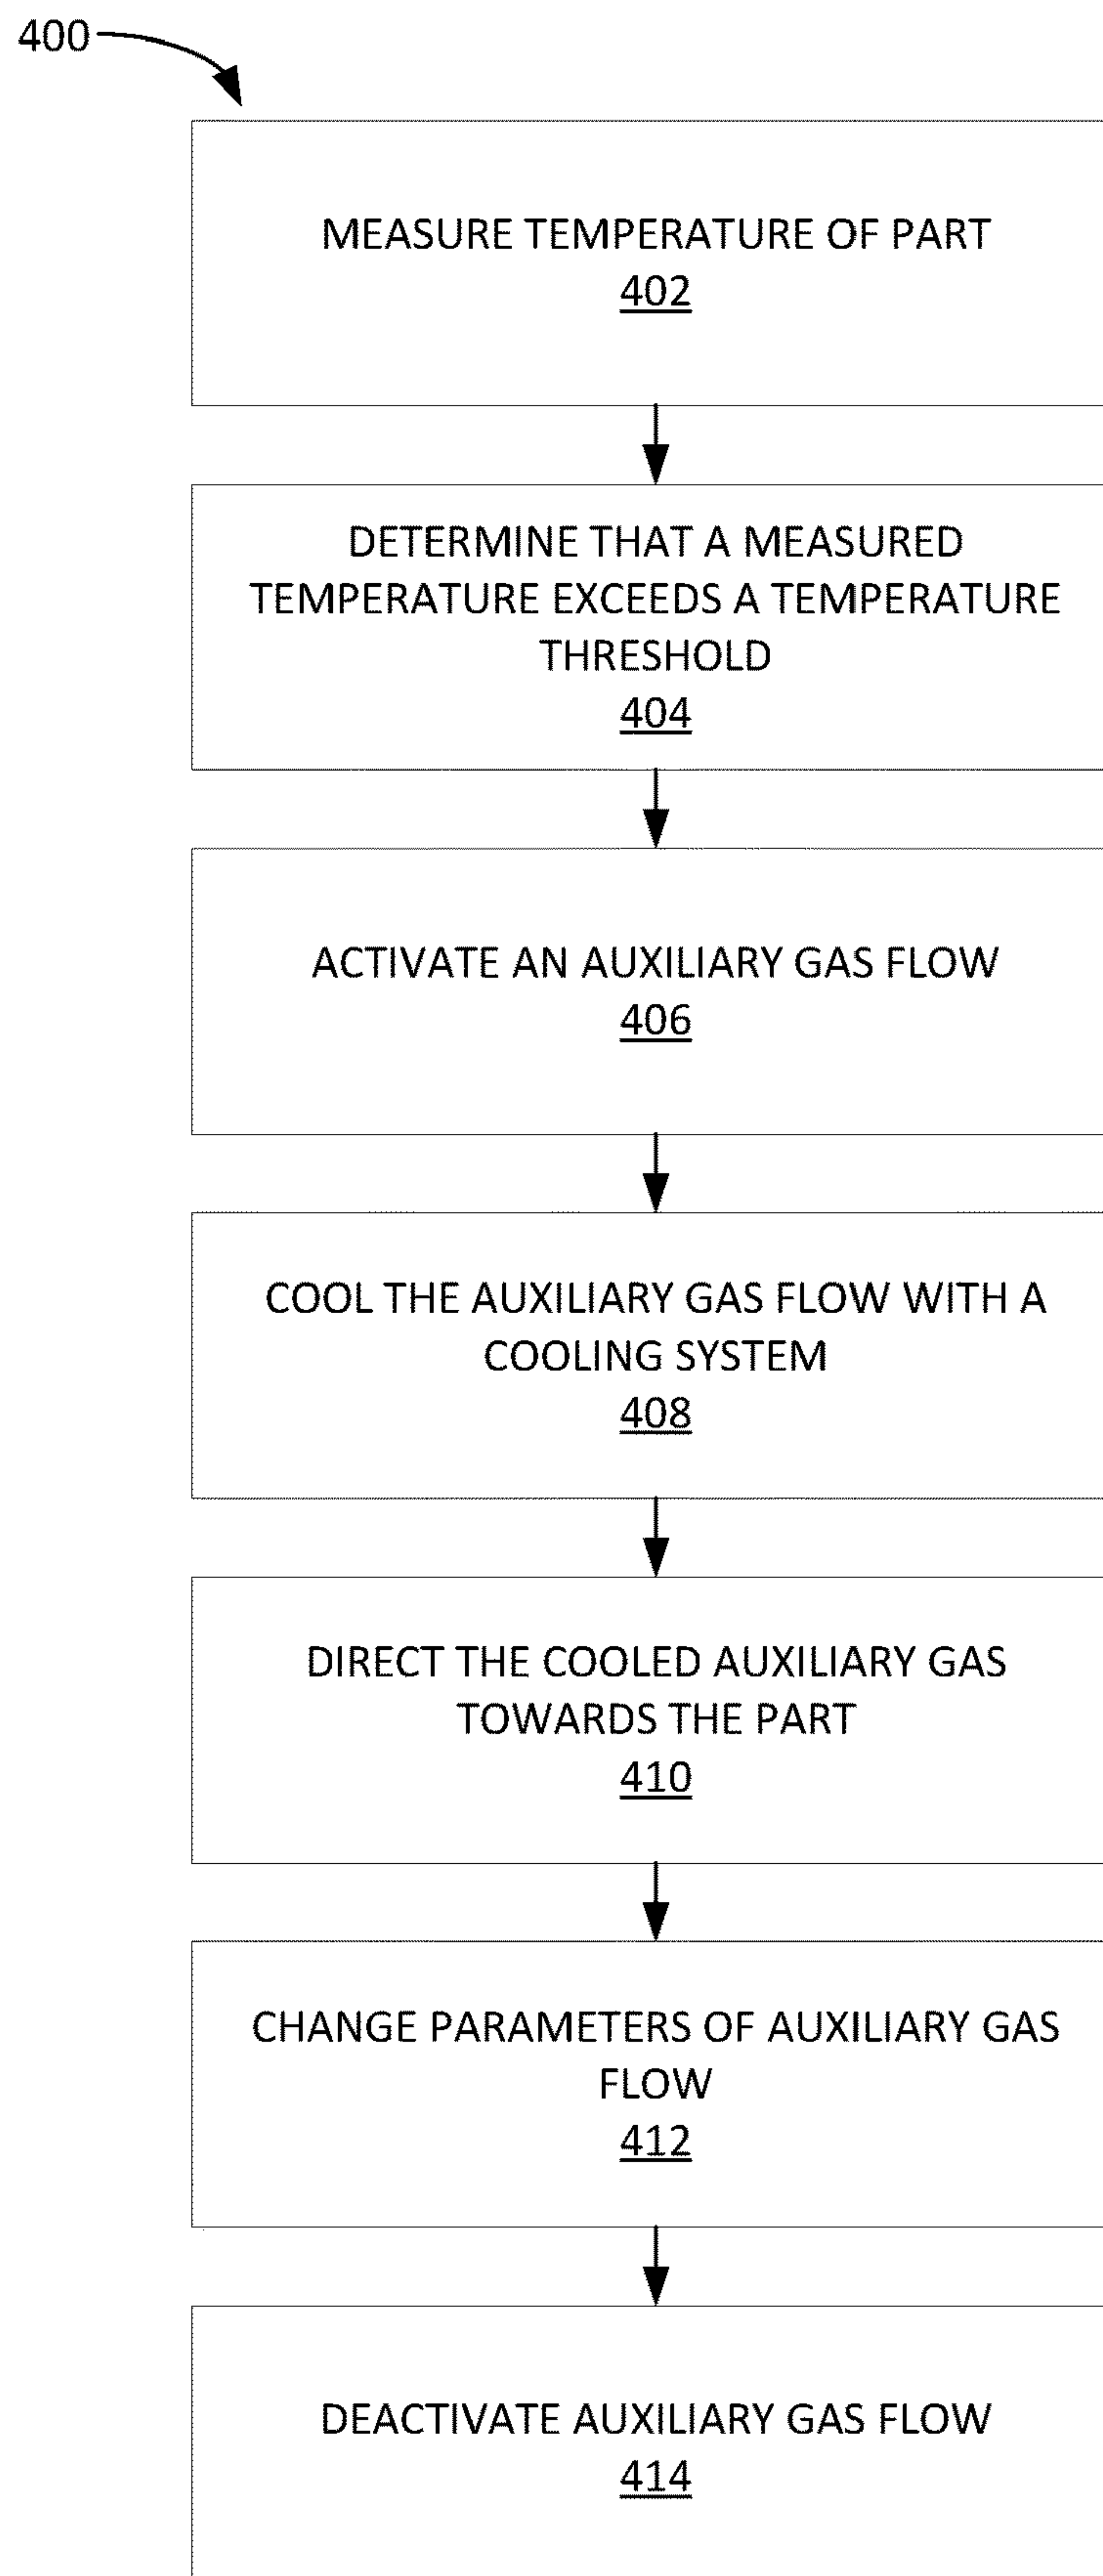 400
MEASURE TEMPERATURE OF PART
402
DETERMINE THAT A MEASURED
TEMPERATURE EXCEEDS A TEMPERATURE
THRESHOLD
404
ACTIVATE AN AUXILIARY GAS FLOW
406
COOL THE AUXILIARY GAS FLOW WITH A
COOLING SYSTEM
408
DIRECT THE COOLED AUXILIARY GAS
TOWARDS THE PART
410
CHANGE PARAMETERS OF AUXILIARY GAS
FLOW
412
DEACTIVATE AUXILIARY GAS FLOW
414